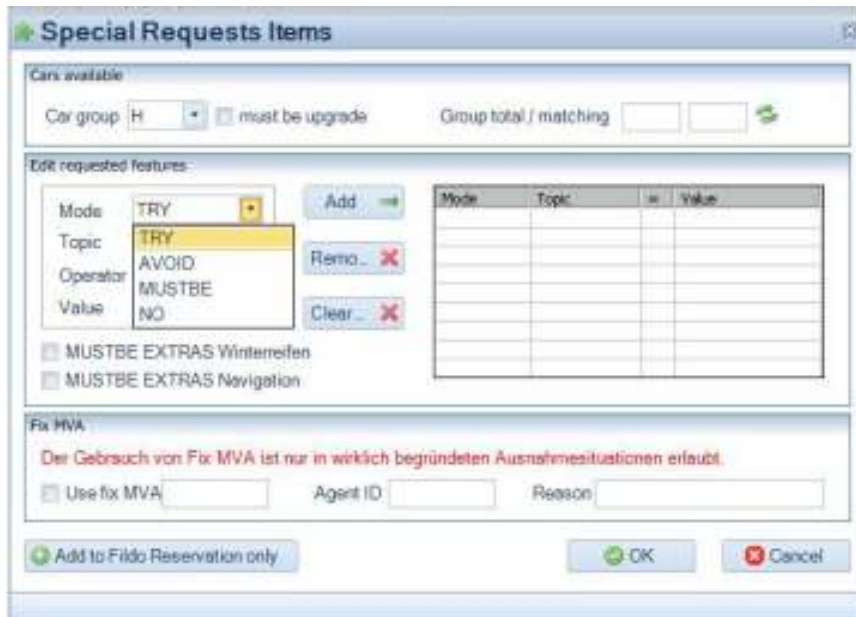 Special Requests Items
Cars available
Car group H must be upgrade Group total / matching
Edit requested features
Mode TRY Add Mode Topic = Value
Topic TRY
AVOID Remo...
Operator MUSTBE
Value NO Clear...
MUSTBE EXTRAS Winterreifen
MUSTBE EXTRAS Navigation
Fix MVA
Der Gebrauch von Fix MVA ist nur in wirklich begründeten Ausnahmesituationen erlaubt.
Use fix MVA Agent ID Reason
Add to Fildo Reservation only OK Cancel